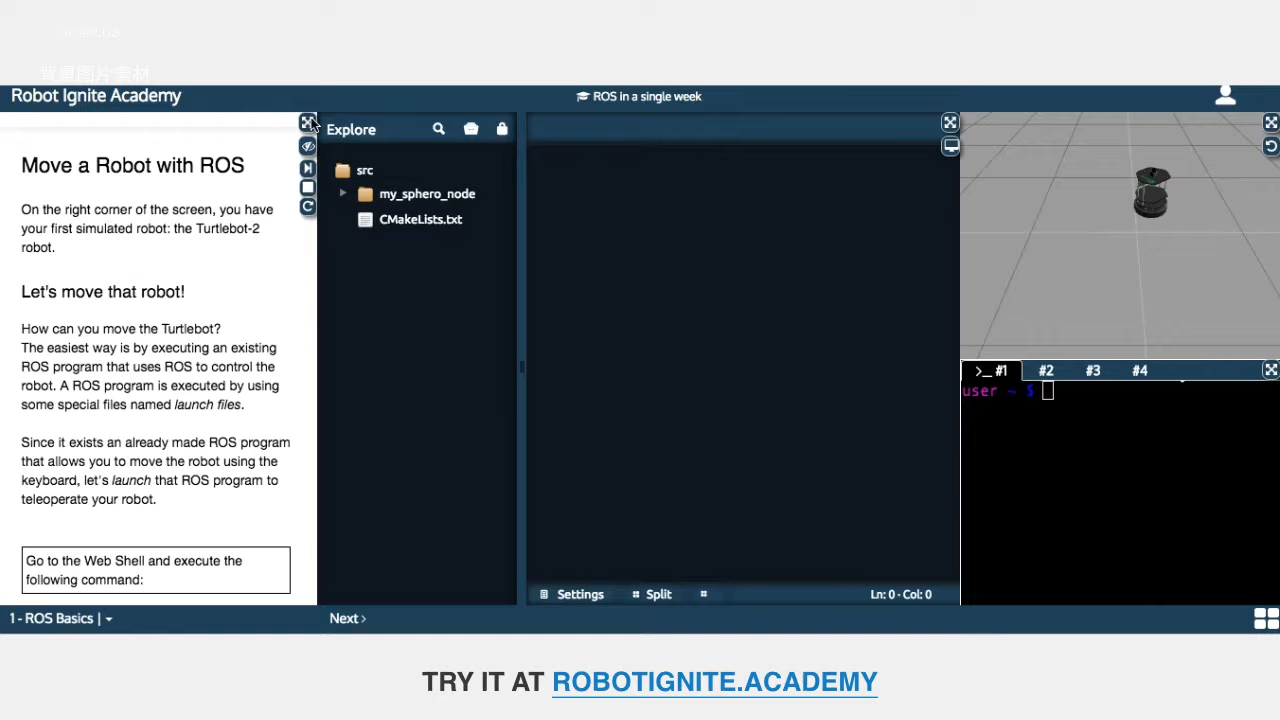 背景图片素材
Robot Ignite Academy
ROS in a single week
Move a Robot with ROS
On the right corner of the screen, you have
your first simulated robot: the Turtlebot-2
robot.
Let's move that robot!
How can you move the Turtlebot?
The easiest way is by executing an existing
ROS program that uses ROS to control the
robot. A ROS program is executed by using
some special files named launch files.
Since it exists an already made ROS program
that allows you to move the robot using the
keyboard, let's launch that ROS program to
teleoperate your robot.
Go to the Web Shell and execute the
following command:
Explore
src
my_sphero_node
CMakeLists.txt
Settings
Split
Ln: 0 · Col: 0
>_ #1 #2 #3 #4
user ~ $
1 - ROS Basics |
Next >
TRY IT AT ROBOTIGNITE.ACADEMY